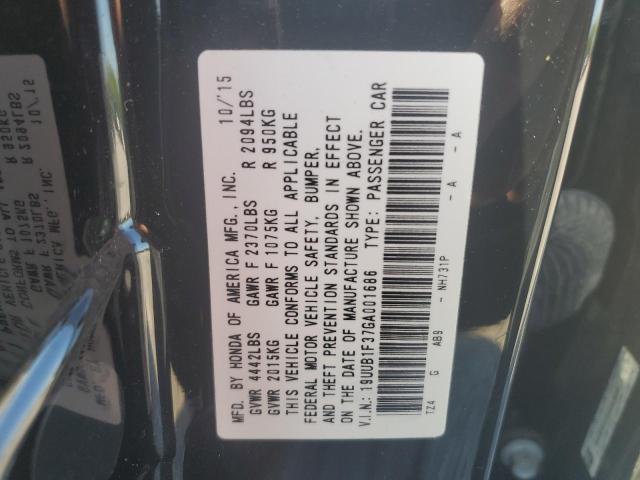 MFD. BY HONDA OF AMERICA MFG., INC. 10/'15
GVWR 4442LBS GAWR F 2370LBS R 2094LBS
GVWR 2015KG GAWR F 1075KG R 950KG
THIS VEHICLE CONFORMS TO ALL APPLICABLE
FEDERAL MOTOR VEHICLE SAFETY, BUMPER,
AND THEFT PREVENTION STANDARDS IN EFFECT
ON THE DATE OF MANUFACTURE SHOWN ABOVE.
V.I.N.: 19UUB1F37GA001686 TYPE: PASSENGER CAR
TZ4 G AB9 - NH731P - A - A